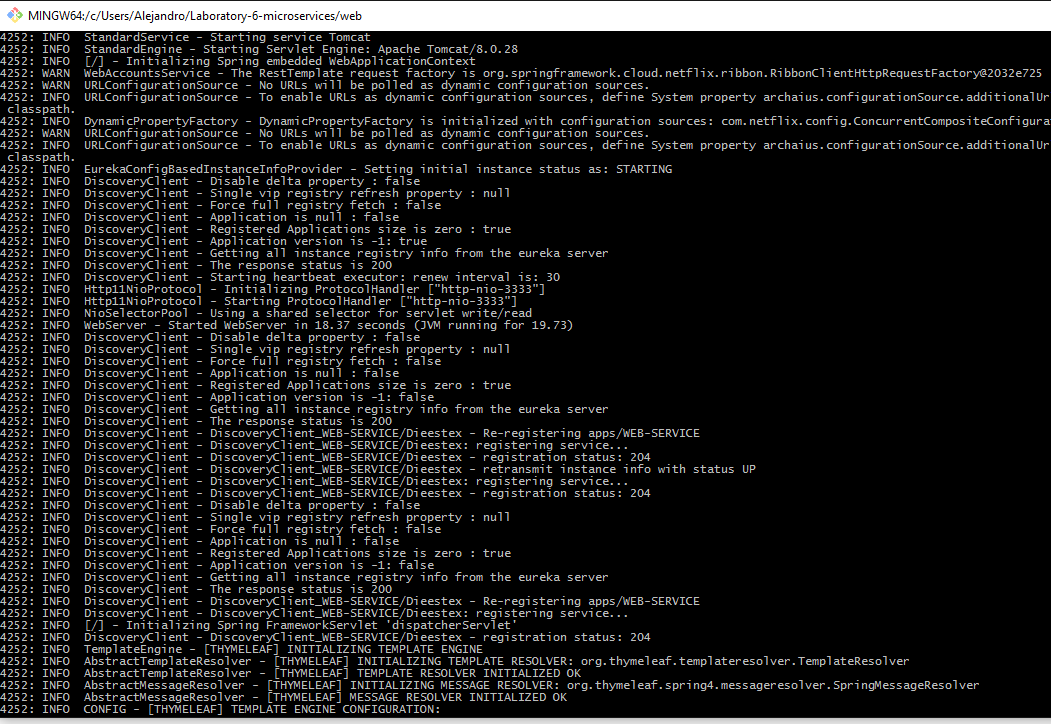 MINGW64:/c/Users/Alejandro/Laboratory-6-microservices/web
4252: INFO  StandardService - Starting service Tomcat
4252: INFO  StandardEngine - Starting Servlet Engine: Apache Tomcat/8.0.28
4252: INFO  [/] - Initializing Spring embedded WebApplicationContext
4252: WARN  WebAccountsService - The RestTemplate request factory is org.springframework.cloud.netflix.ribbon.RibbonClientHttpRequestFactory@2032e725
4252: WARN  URLConfigurationSource - No URLs will be polled as dynamic configuration sources.
4252: INFO  URLConfigurationSource - To enable URLs as dynamic configuration sources, define System property archaius.configurationSource.additionalUr
classpath.
4252: INFO  DynamicPropertyFactory - DynamicPropertyFactory is initialized with configuration sources: com.netflix.config.ConcurrentCompositeConfigura
4252: WARN  URLConfigurationSource - No URLs will be polled as dynamic configuration sources.
4252: INFO  URLConfigurationSource - To enable URLs as dynamic configuration sources, define System property archaius.configurationSource.additionalUr
classpath.
4252: INFO  EurekaConfigBasedInstanceInfoProvider - Setting initial instance status as: STARTING
4252: INFO  DiscoveryClient - Disable delta property : false
4252: INFO  DiscoveryClient - Single vip registry refresh property : null
4252: INFO  DiscoveryClient - Force full registry fetch : false
4252: INFO  DiscoveryClient - Application is null : false
4252: INFO  DiscoveryClient - Registered Applications size is zero : true
4252: INFO  DiscoveryClient - Application version is -1: true
4252: INFO  DiscoveryClient - Getting all instance registry info from the eureka server
4252: INFO  DiscoveryClient - The response status is 200
4252: INFO  DiscoveryClient - Starting heartbeat executor: renew interval is: 30
4252: INFO  Http11NioProtocol - Initializing ProtocolHandler ["http-nio-3333"]
4252: INFO  Http11NioProtocol - Starting ProtocolHandler ["http-nio-3333"]
4252: INFO  NioSelectorPool - Using a shared selector for servlet write/read
4252: INFO  WebServer - Started WebServer in 18.37 seconds (JVM running for 19.73)
4252: INFO  DiscoveryClient - Disable delta property : false
4252: INFO  DiscoveryClient - Single vip registry refresh property : null
4252: INFO  DiscoveryClient - Force full registry fetch : false
4252: INFO  DiscoveryClient - Application is null : false
4252: INFO  DiscoveryClient - Registered Applications size is zero : true
4252: INFO  DiscoveryClient - Application version is -1: false
4252: INFO  DiscoveryClient - Getting all instance registry info from the eureka server
4252: INFO  DiscoveryClient - The response status is 200
4252: INFO  DiscoveryClient - DiscoveryClient_WEB-SERVICE/Dieestex - Re-registering apps/WEB-SERVICE
4252: INFO  DiscoveryClient - DiscoveryClient_WEB-SERVICE/Dieestex: registering service...
4252: INFO  DiscoveryClient - DiscoveryClient_WEB-SERVICE/Dieestex - registration status: 204
4252: INFO  DiscoveryClient - DiscoveryClient_WEB-SERVICE/Dieestex - retransmit instance info with status UP
4252: INFO  DiscoveryClient - DiscoveryClient_WEB-SERVICE/Dieestex: registering service...
4252: INFO  DiscoveryClient - DiscoveryClient_WEB-SERVICE/Dieestex - registration status: 204
4252: INFO  DiscoveryClient - Disable delta property : false
4252: INFO  DiscoveryClient - Single vip registry refresh property : null
4252: INFO  DiscoveryClient - Force full registry fetch : false
4252: INFO  DiscoveryClient - Application is null : false
4252: INFO  DiscoveryClient - Registered Applications size is zero : true
4252: INFO  DiscoveryClient - Application version is -1: false
4252: INFO  DiscoveryClient - Getting all instance registry info from the eureka server
4252: INFO  DiscoveryClient - The response status is 200
4252: INFO  DiscoveryClient - DiscoveryClient_WEB-SERVICE/Dieestex - Re-registering apps/WEB-SERVICE
4252: INFO  DiscoveryClient - DiscoveryClient_WEB-SERVICE/Dieestex: registering service...
4252: INFO  [/] - Initializing Spring FrameworkServlet 'dispatcherServlet'
4252: INFO  DiscoveryClient - DiscoveryClient_WEB-SERVICE/Dieestex - registration status: 204
4252: INFO  TemplateEngine - [THYMELEAF] INITIALIZING TEMPLATE ENGINE
4252: INFO  AbstractTemplateResolver - [THYMELEAF] INITIALIZING TEMPLATE RESOLVER: org.thymeleaf.templateresolver.TemplateResolver
4252: INFO  AbstractTemplateResolver - [THYMELEAF] TEMPLATE RESOLVER INITIALIZED OK
4252: INFO  AbstractMessageResolver - [THYMELEAF] INITIALIZING MESSAGE RESOLVER: org.thymeleaf.spring4.messageresolver.SpringMessageResolver
4252: INFO  AbstractMessageResolver - [THYMELEAF] MESSAGE RESOLVER INITIALIZED OK
4252: INFO  CONFIG - [THYMELEAF] TEMPLATE ENGINE CONFIGURATION: